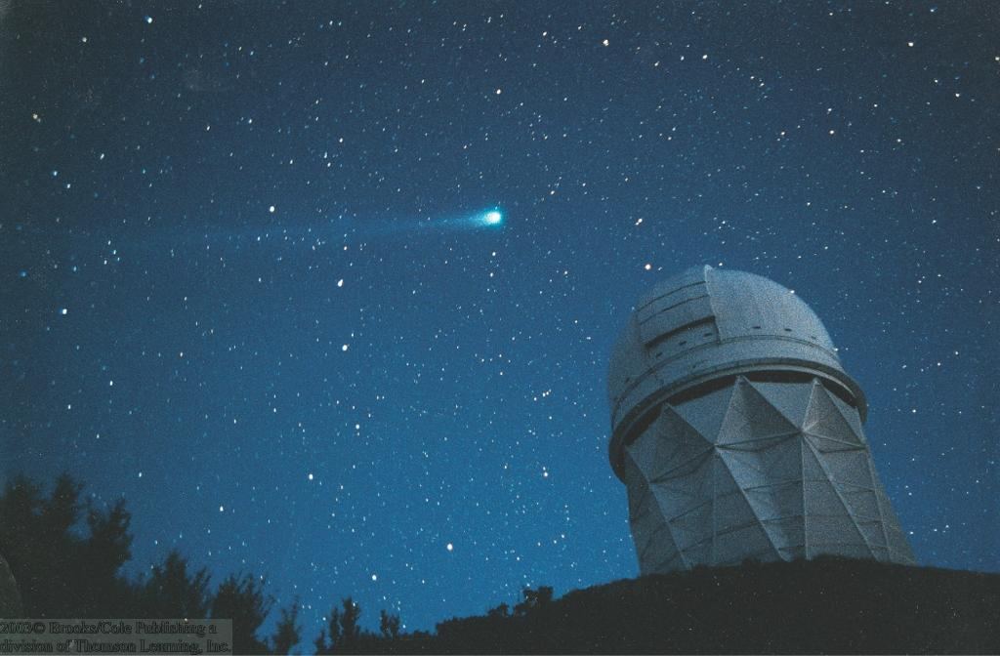 2003© Brooks/Cole Publishing a
division of Thomson Learning, Inc.